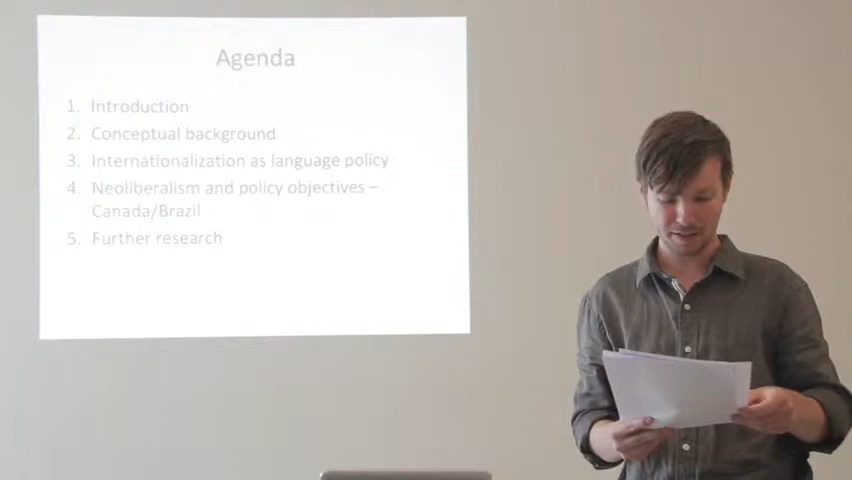 Agenda
1. Introduction
2. Conceptual background
3. Internationalization as language policy
4. Neoliberalism and policy objectives –
Canada/Brazil
5. Further research